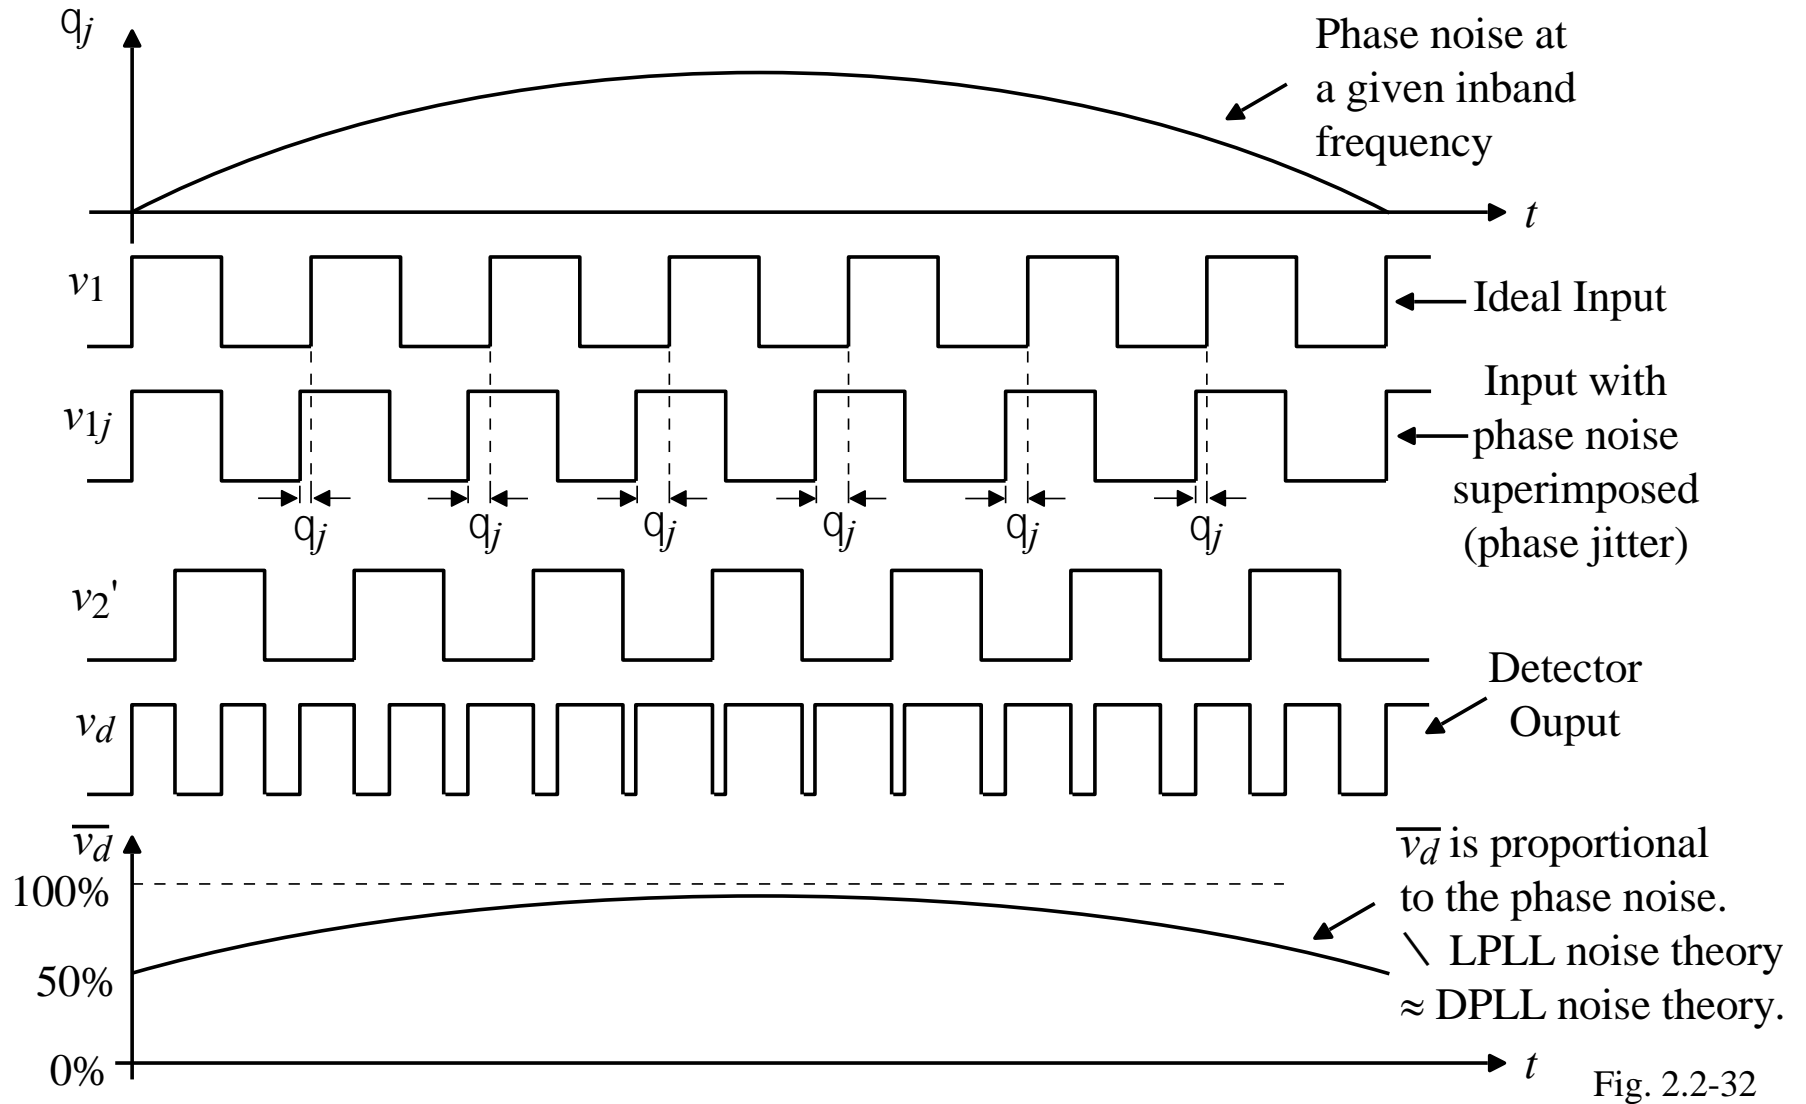 qj
Phase noise at
a given inband
frequency
t
v1
Ideal Input
v1j
Input with
phase noise
superimposed
(phase jitter)
qj qj qj qj qj qj
v2'
Detector
Ouput
vd
v̅d̅
100%
50%
0%
v̅d̅ is proportional
to the phase noise.
\ LPLL noise theory
≈ DPLL noise theory.
t
Fig. 2.2-32